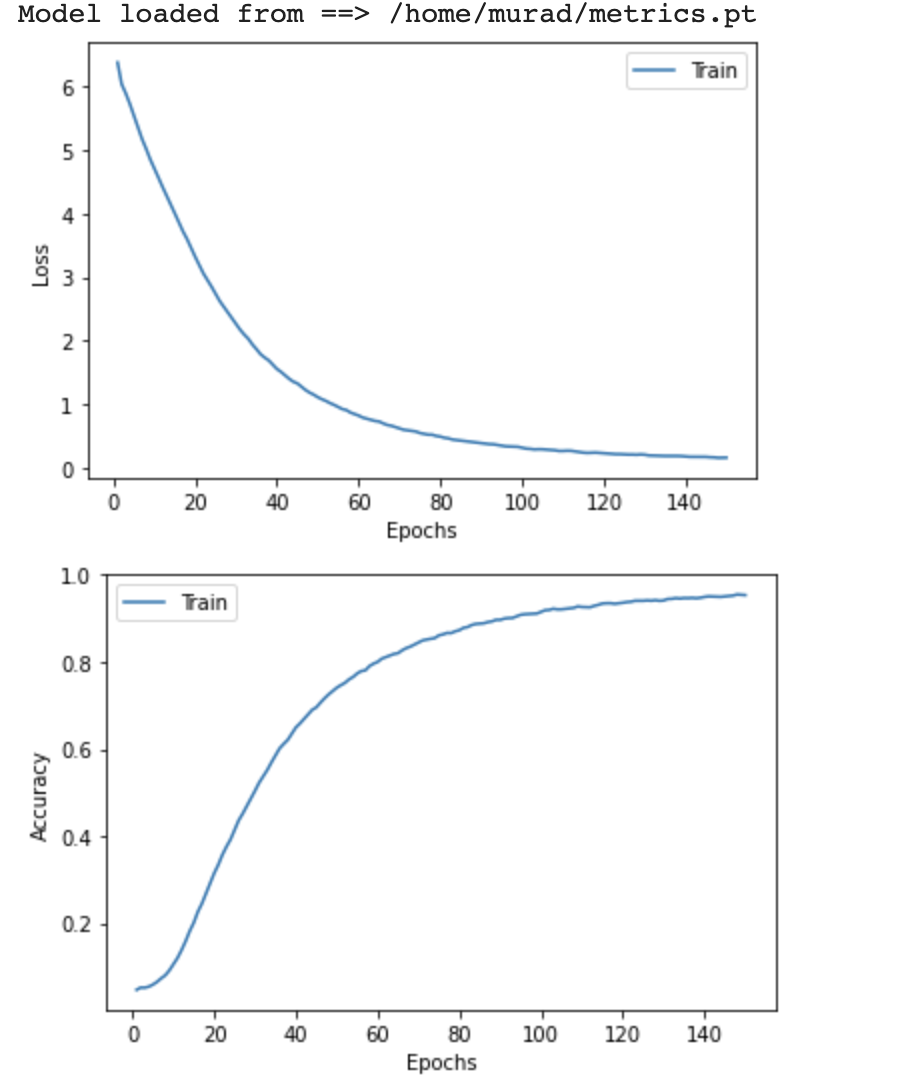 Model loaded from ==> /home/murad/metrics.pt
Train
6
5
4
3
2
1
0
Loss
0 20 40 60 80 100 120 140
Epochs
1.0
Train
0.8
0.6
0.4
0.2
Accuracy
0 20 40 60 80 100 120 140
Epochs